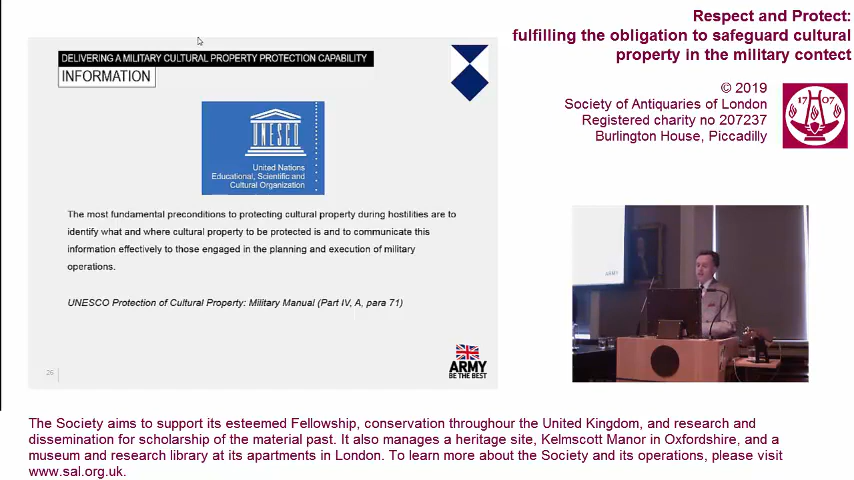 Respect and Protect:
fulfilling the obligation to safeguard cultural
property in the military contect
© 2019
Society of Antiquaries of London
Registered charity no 207237
Burlington House, Piccadilly
17 07
DELIVERING A MILITARY CULTURAL PROPERTY PROTECTION CAPABILITY
INFORMATION
UNESCO
United Nations
Educational, Scientific and
Cultural Organization
The most fundamental preconditions to protecting cultural property during hostilities are to
identify what and where cultural property to be protected is and to communicate this
information effectively to those engaged in the planning and execution of military
operations.
UNESCO Protection of Cultural Property: Military Manual (Part IV, A, para 71)
26
ARMY
BE THE BEST
ARMY
The Society aims to support its esteemed Fellowship, conservation throughour the United Kingdom, and research and
dissemination for scholarship of the material past. It also manages a heritage site, Kelmscott Manor in Oxfordshire, and a
museum and research library at its apartments in London. To learn more about the Society and its operations, please visit
www.sal.org.uk.